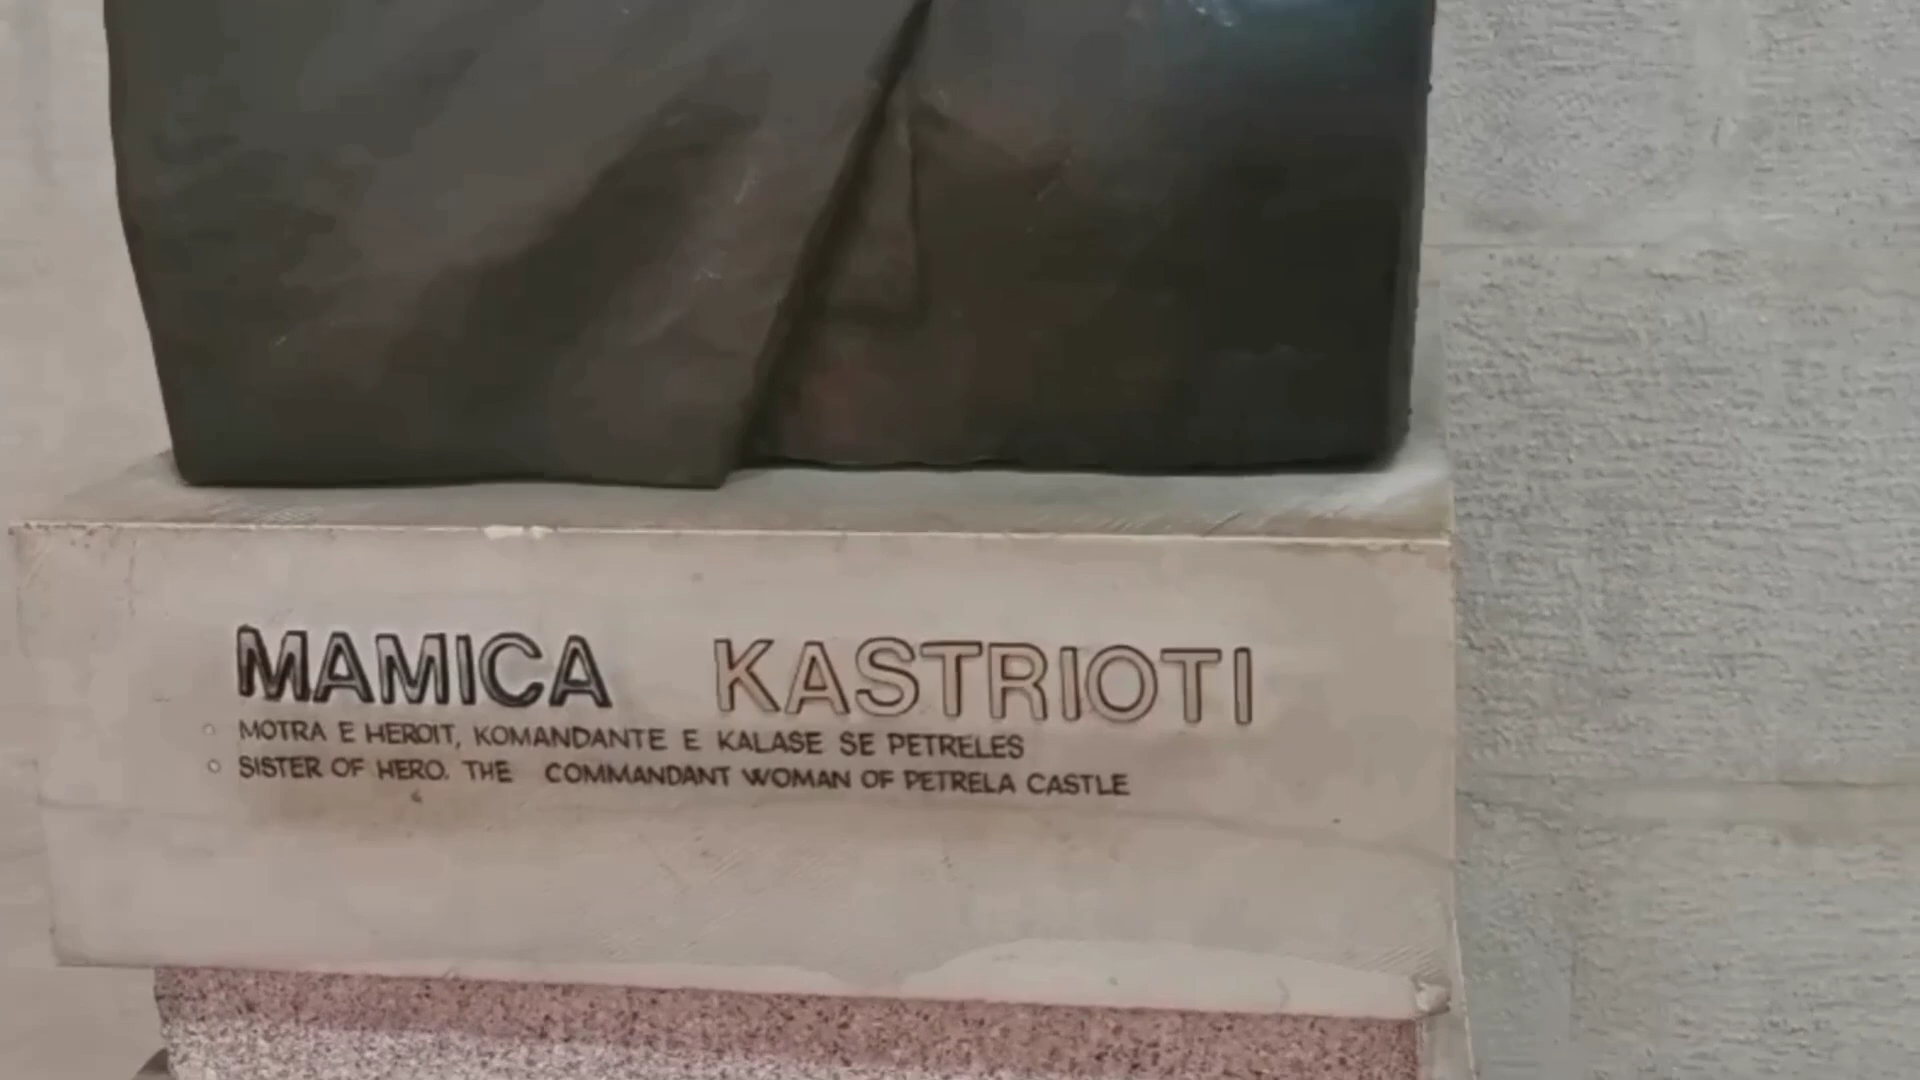 MAMICA KASTRIOTI
MOTRA E HEROIT, KOMANDANTE E KALASE SE PETRELES
SISTER OF HERO. THE COMMANDANT WOMAN OF PETRELA CASTLE